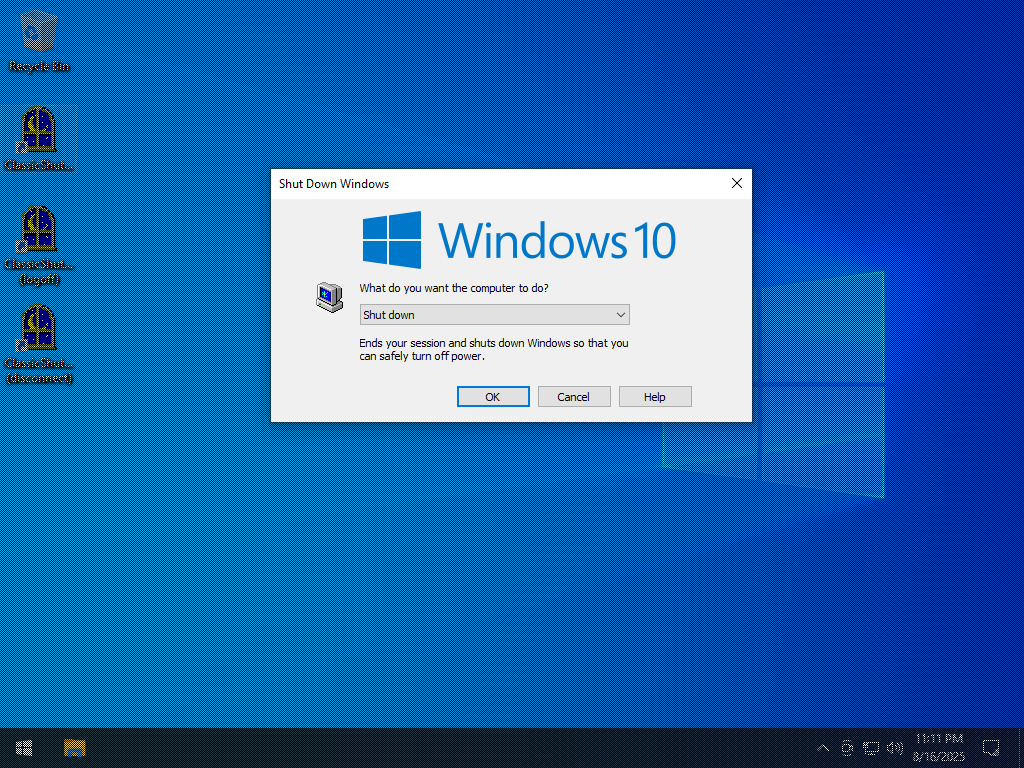 Recycle Bin
ClassicShut...
ClassicShut...
(logoff)
ClassicShut...
(disconnect)
Shut Down Windows
Windows 10
What do you want the computer to do?
Shut down
Ends your session and shuts down Windows so that you
can safely turn off power.
OK
Cancel
Help
11:11 PM
8/16/2025